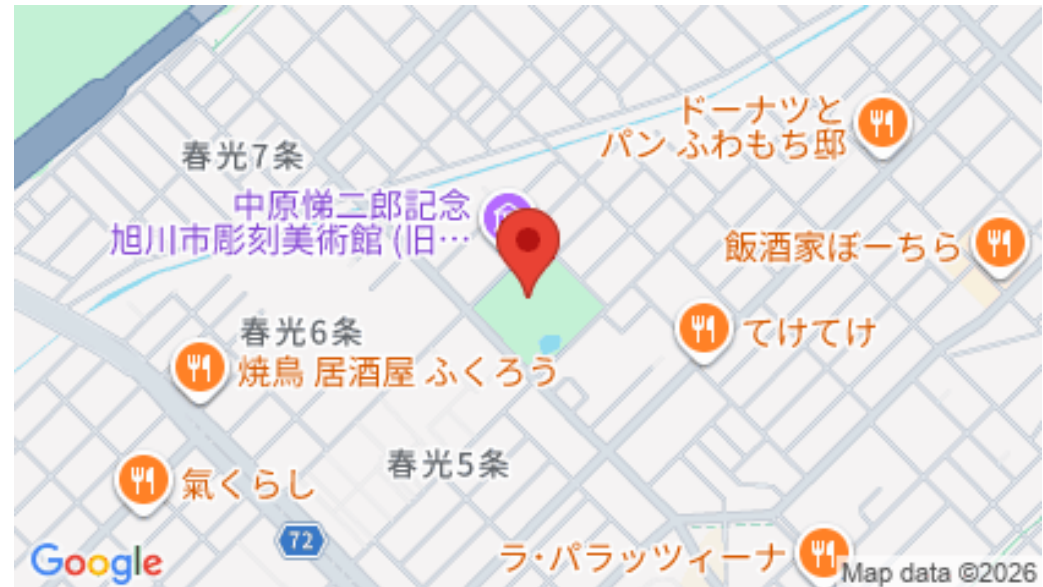 ドーナツと
パン ふわもち邸
春光7条
中原悌二郎記念
旭川市彫刻美術館 (旧…
飯酒家ぼーちら
春光6条
てけてけ
焼鳥 居酒屋 ふくろう
春光5条
氣くらし
72
ラ・パラッツィーナ
Google
Map data ©2026